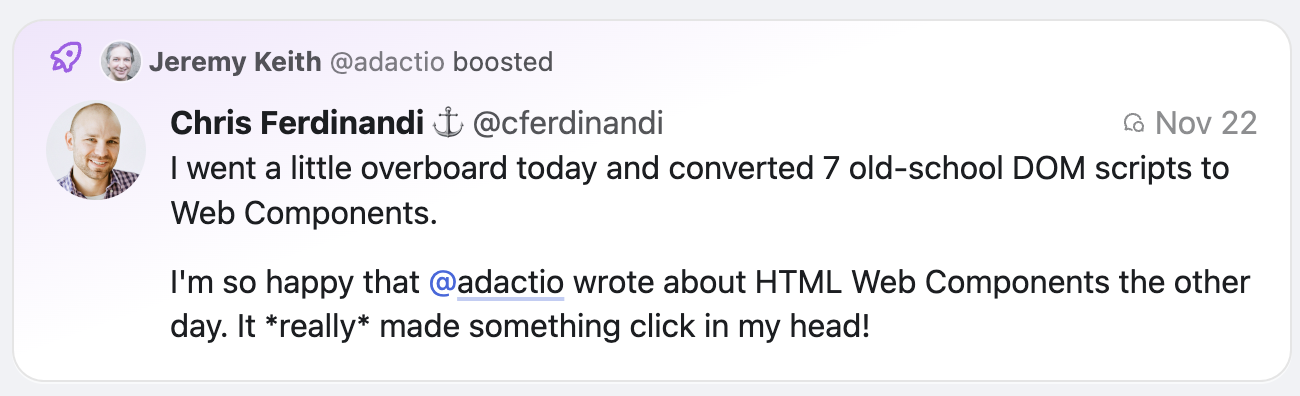 Jeremy Keith @adactio boosted
Chris Ferdinandi ⚓ @cferdinandi Nov 22
I went a little overboard today and converted 7 old-school DOM scripts to
Web Components.
I'm so happy that @adactio wrote about HTML Web Components the other
day. It *really* made something click in my head!